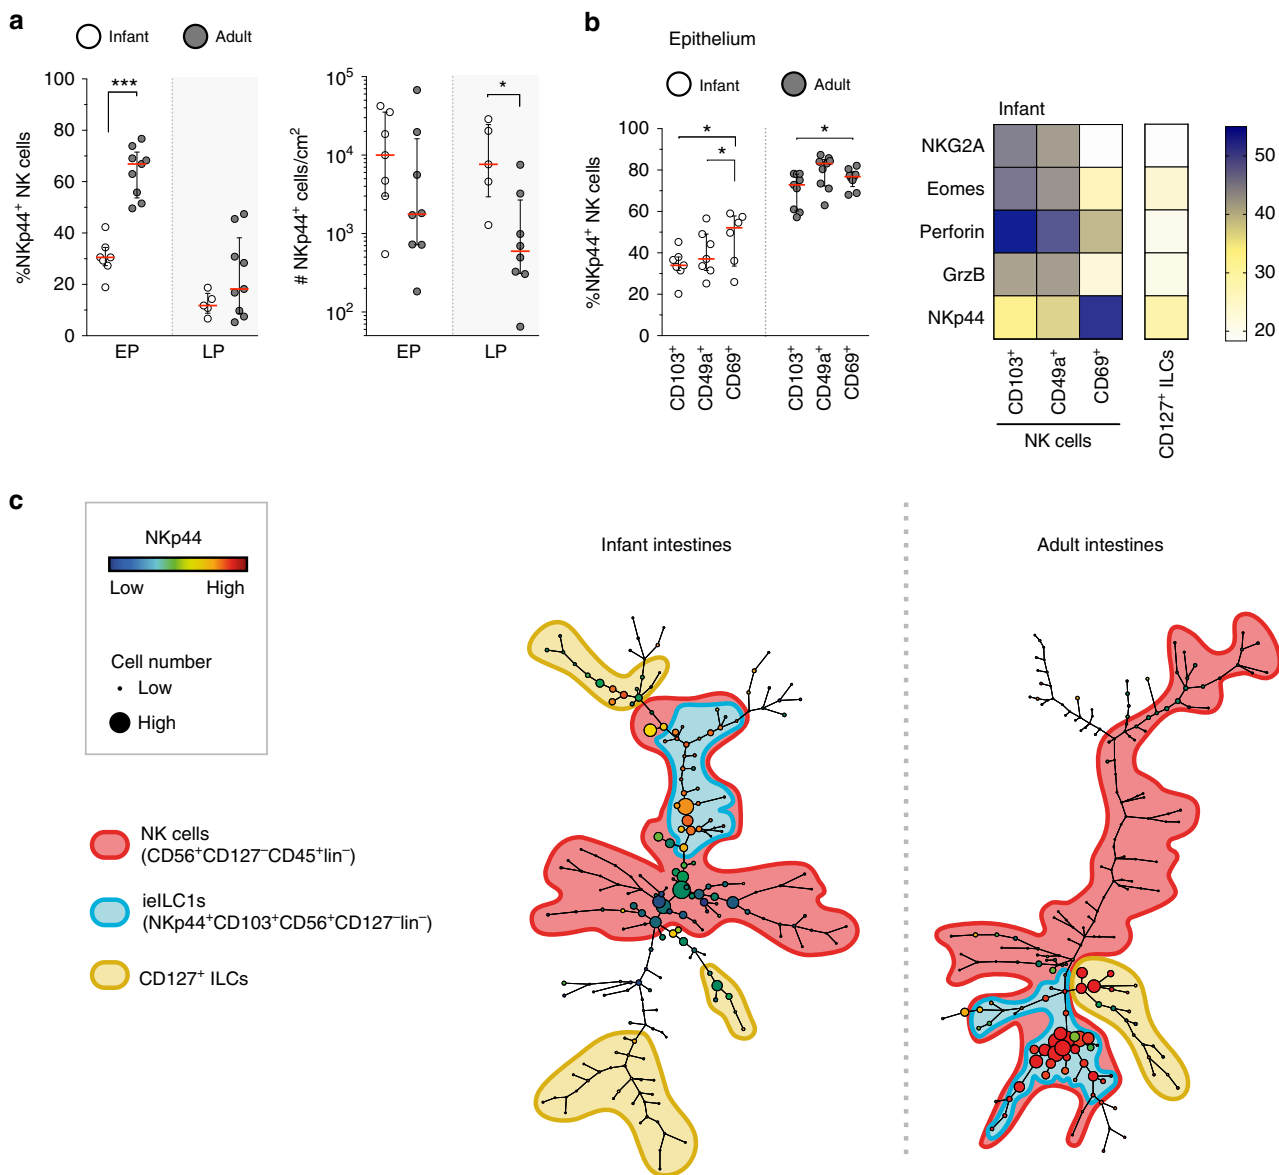 a
Infant
Adult
%NKp44⁺ NK cells
100
80
60
40
20
0
***
EP
LP
# NKp44⁺ cells/cm²
10⁵
10⁴
10³
10²
*
EP
LP
b
Epithelium
Infant
Adult
%NKp44⁺ NK cells
100
80
60
40
20
0
*
*
*
CD103⁺
CD49a⁺
CD69⁺
CD103⁺
CD49a⁺
CD69⁺
Infant
NKG2A
Eomes
Perforin
GrzB
NKp44
CD103⁺
CD49a⁺
CD69⁺
NK cells
CD127⁺ ILCs
50
40
30
20
c
NKp44
Low
High
Cell number
Low
High
Infant intestines
Adult intestines
NK cells
(CD56⁺CD127⁻CD45⁺lin⁻)
ieILC1s
(NKp44⁺CD103⁺CD56⁺CD127⁻lin⁻)
CD127⁺ ILCs